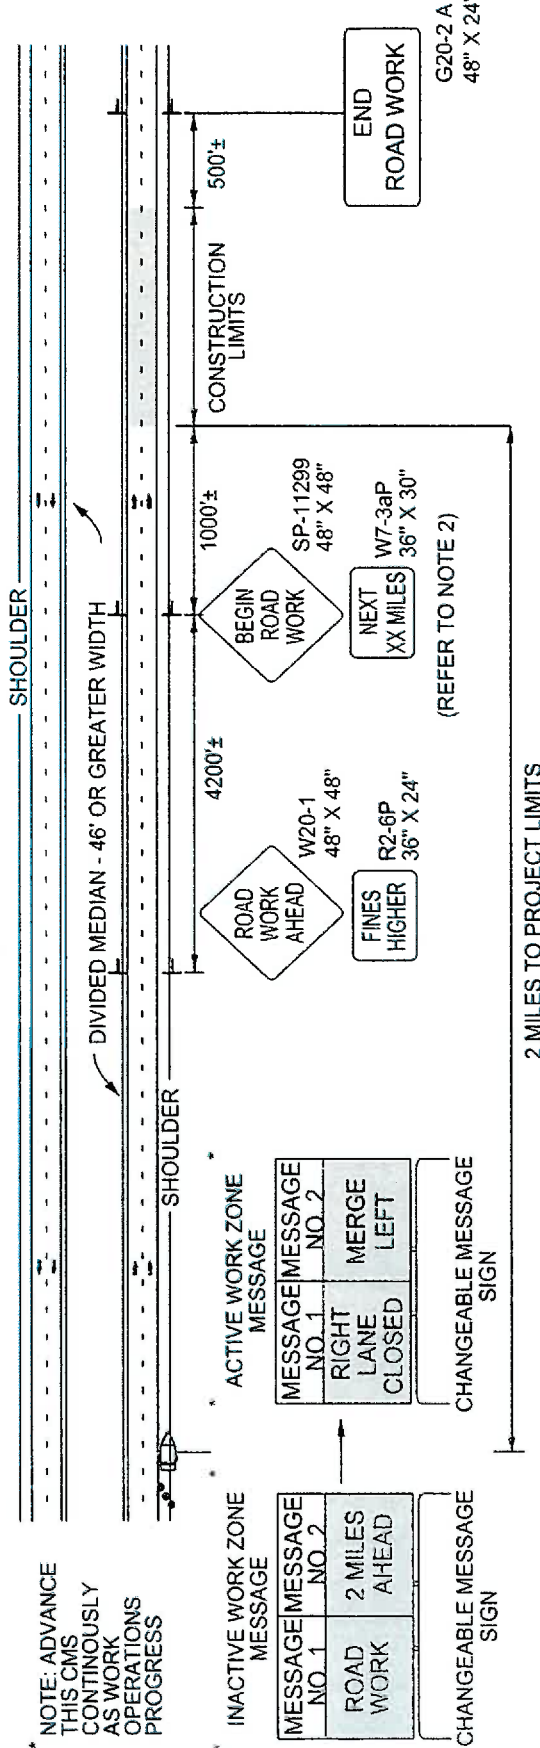 SHOULDER
DIVIDED MEDIAN - 46' OR GREATER WIDTH
SHOULDER
* NOTE: ADVANCE
THIS CMS
CONTINOUSLY
AS WORK
OPERATIONS
PROGRESS
INACTIVE WORK ZONE
MESSAGE
MESSAGE NO. 1
MESSAGE NO. 2
ROAD
WORK
2 MILES
AHEAD
CHANGEABLE MESSAGE
SIGN
ACTIVE WORK ZONE
MESSAGE
MESSAGE NO. 1
MESSAGE NO. 2
RIGHT
LANE
CLOSED
MERGE
LEFT
CHANGEABLE MESSAGE
SIGN
4200'±
1000'±
CONSTRUCTION
LIMITS
500'±
ROAD
WORK
AHEAD
W20-1
48" X 48"
FINES
HIGHER
R2-6P
36" X 24"
BEGIN
ROAD
WORK
SP-11299
48" X 48"
NEXT
XX MILES
W7-3aP
36" X 30"
(REFER TO NOTE 2)
END
ROAD WORK
G20-2 A
48" X 24"
2 MILES TO PROJECT LIMITS